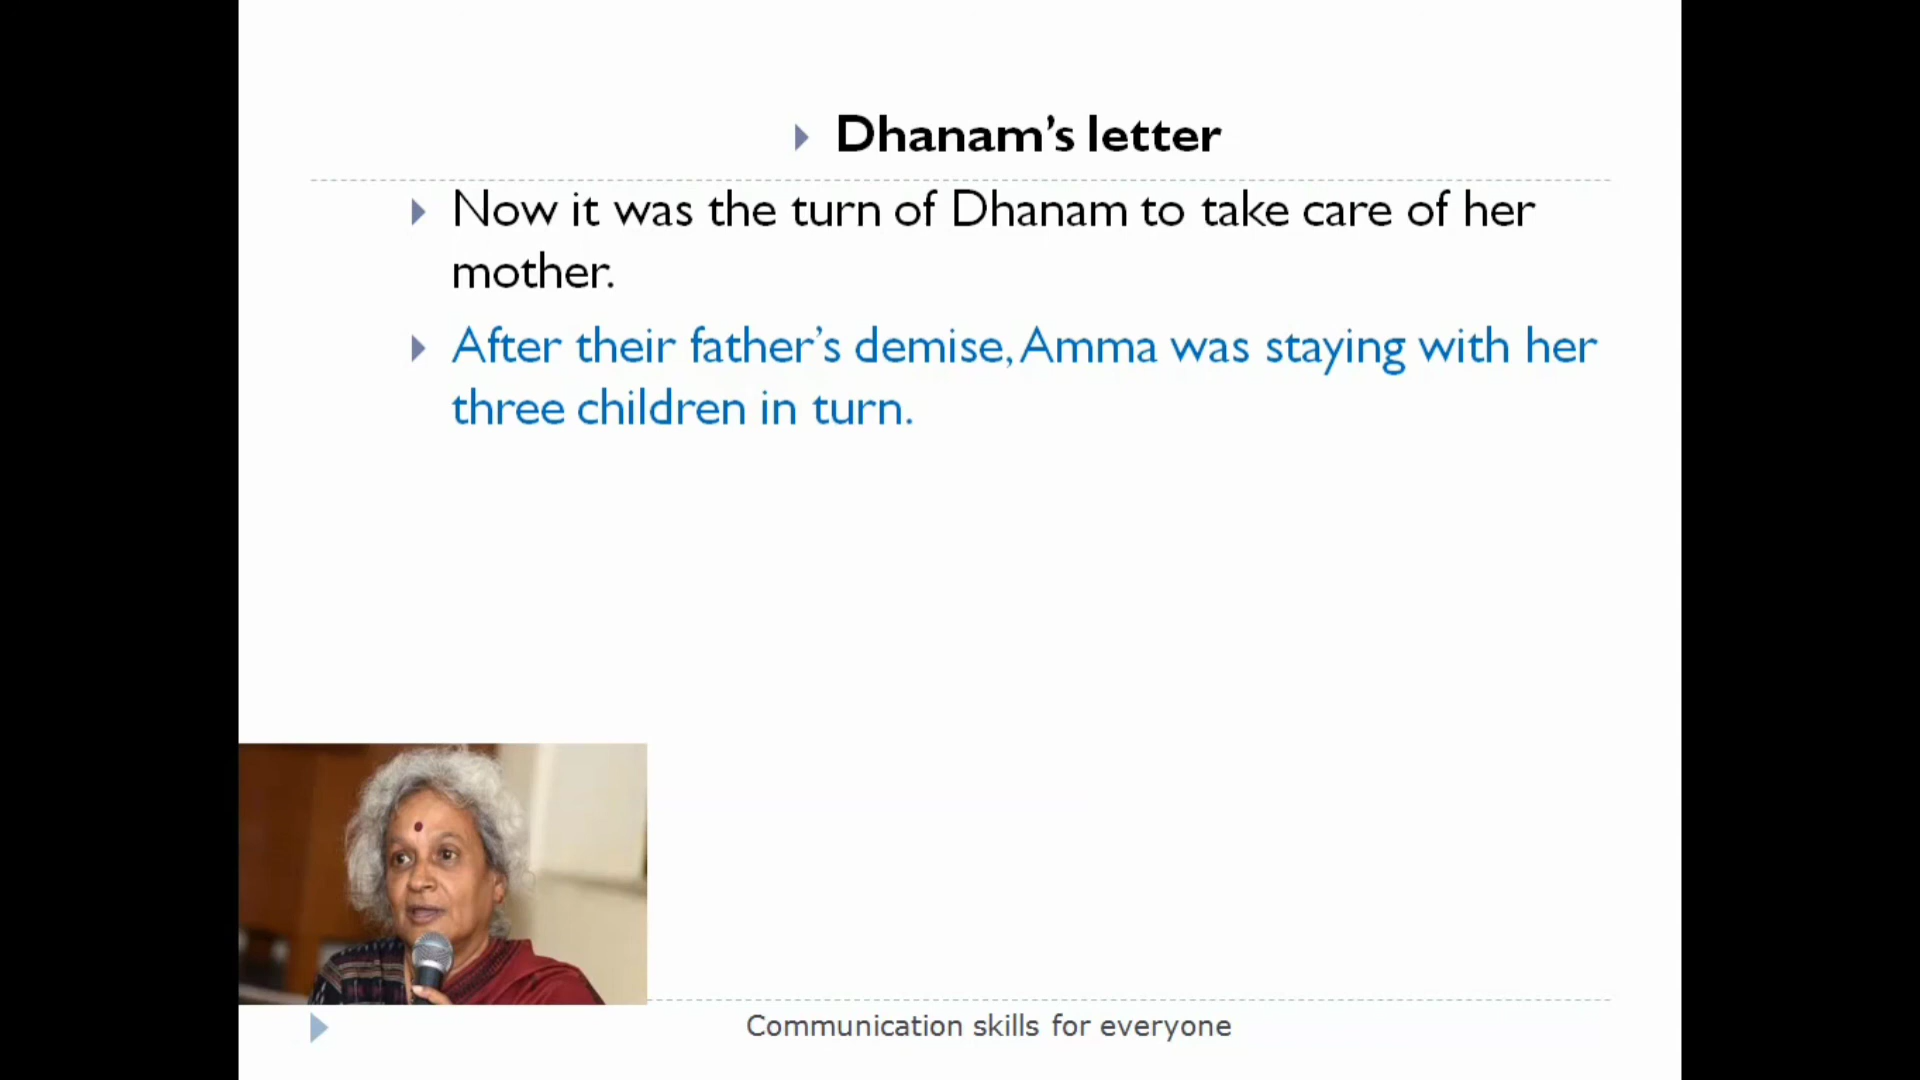 Dhanam's letter
Now it was the turn of Dhanam to take care of her
mother.
After their father's demise, Amma was staying with her
three children in turn.
Communication skills for everyone